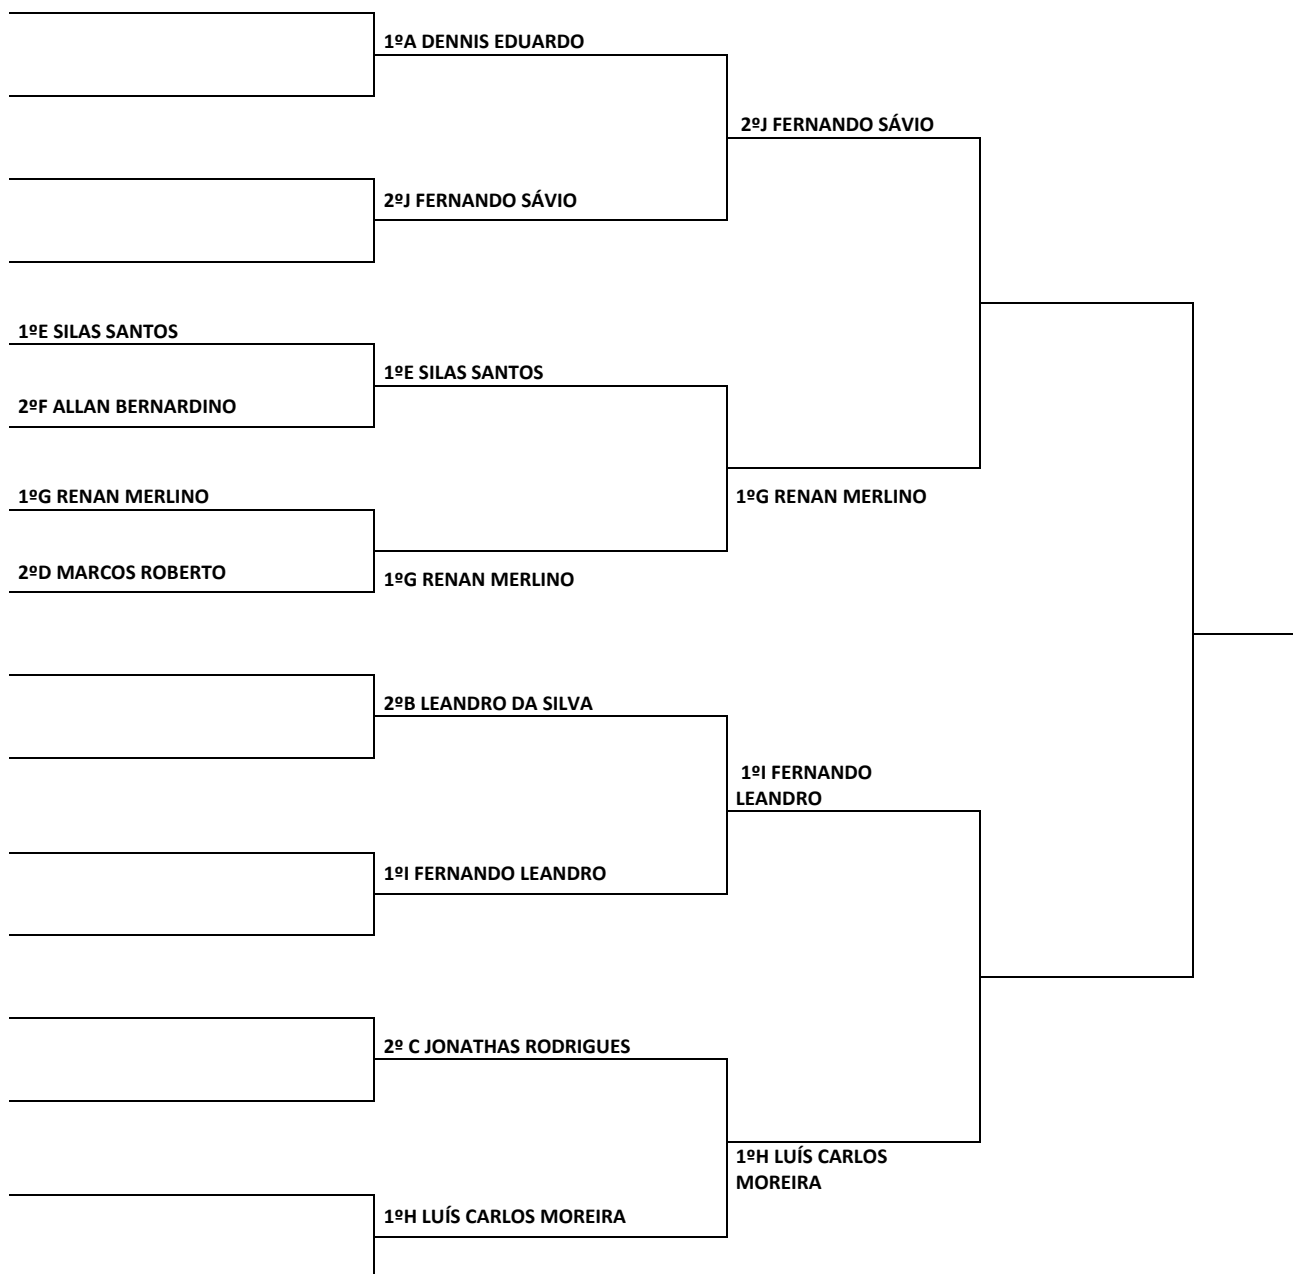 1ºA DENNIS EDUARDO
2ºJ FERNANDO SÁVIO
2ºJ FERNANDO SÁVIO
1ºE SILAS SANTOS
1ºE SILAS SANTOS
2ºF ALLAN BERNARDINO
1ºG RENAN MERLINO
1ºG RENAN MERLINO
2ºD MARCOS ROBERTO
1ºG RENAN MERLINO
2ºB LEANDRO DA SILVA
1ºI FERNANDO
LEANDRO
1ºI FERNANDO LEANDRO
2º C JONATHAS RODRIGUES
1ºH LUÍS CARLOS
MOREIRA
1ºH LUÍS CARLOS MOREIRA